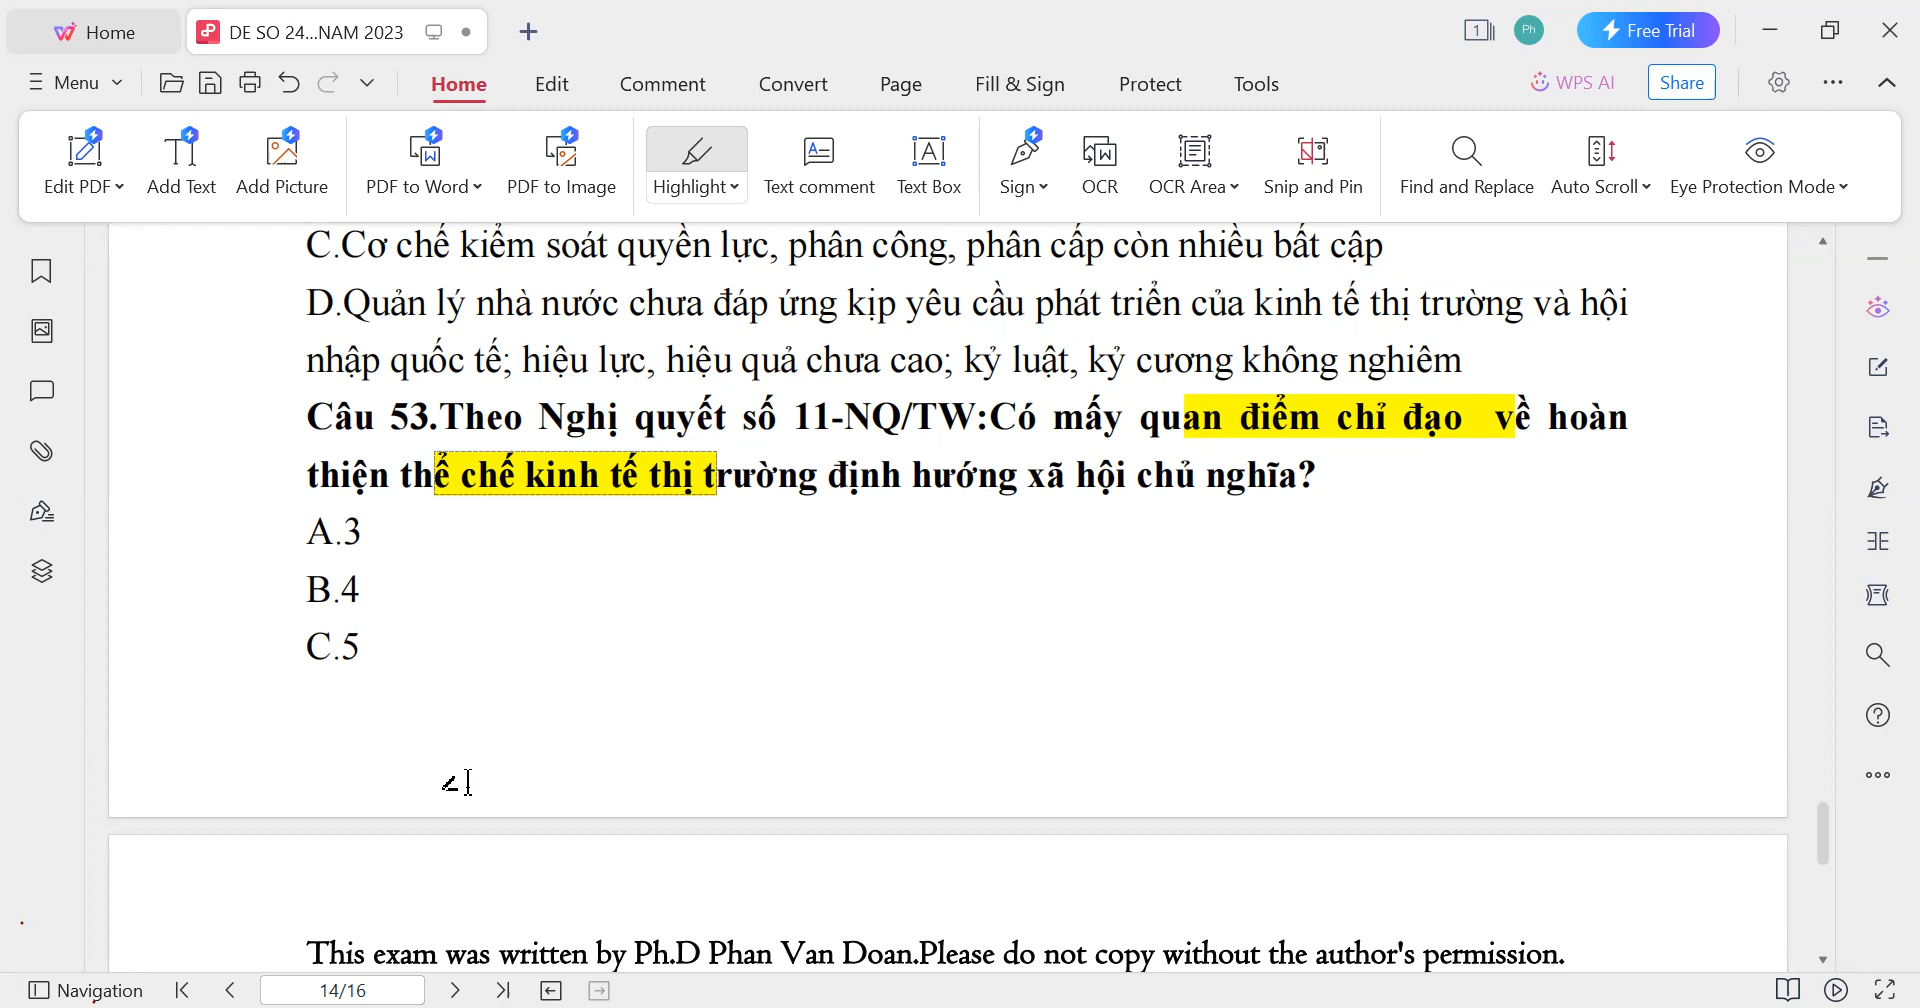 Home
DE SO 24...NAM 2023
1
Ph
Free Trial
Menu
Home
Edit
Comment
Convert
Page
Fill & Sign
Protect
Tools
WPS AI
Share
Edit PDF
Add Text
Add Picture
PDF to Word
PDF to Image
Highlight
Text comment
Text Box
Sign
OCR
OCR Area
Snip and Pin
Find and Replace
Auto Scroll
Eye Protection Mode
C.Cơ chế kiểm soát quyền lực, phân công, phân cấp còn nhiều bất cập
D.Quản lý nhà nước chưa đáp ứng kịp yêu cầu phát triển của kinh tế thị trường và hội
nhập quốc tế; hiệu lực, hiệu quả chưa cao; kỷ luật, kỷ cương không nghiêm
Câu 53.Theo Nghị quyết số 11-NQ/TW:Có mấy quan điểm chỉ đạo về hoàn
thiện thể chế kinh tế thị trường định hướng xã hội chủ nghĩa?
A.3
B.4
C.5
This exam was written by Ph.D Phan Van Doan.Please do not copy without the author's permission.
Navigation
14/16